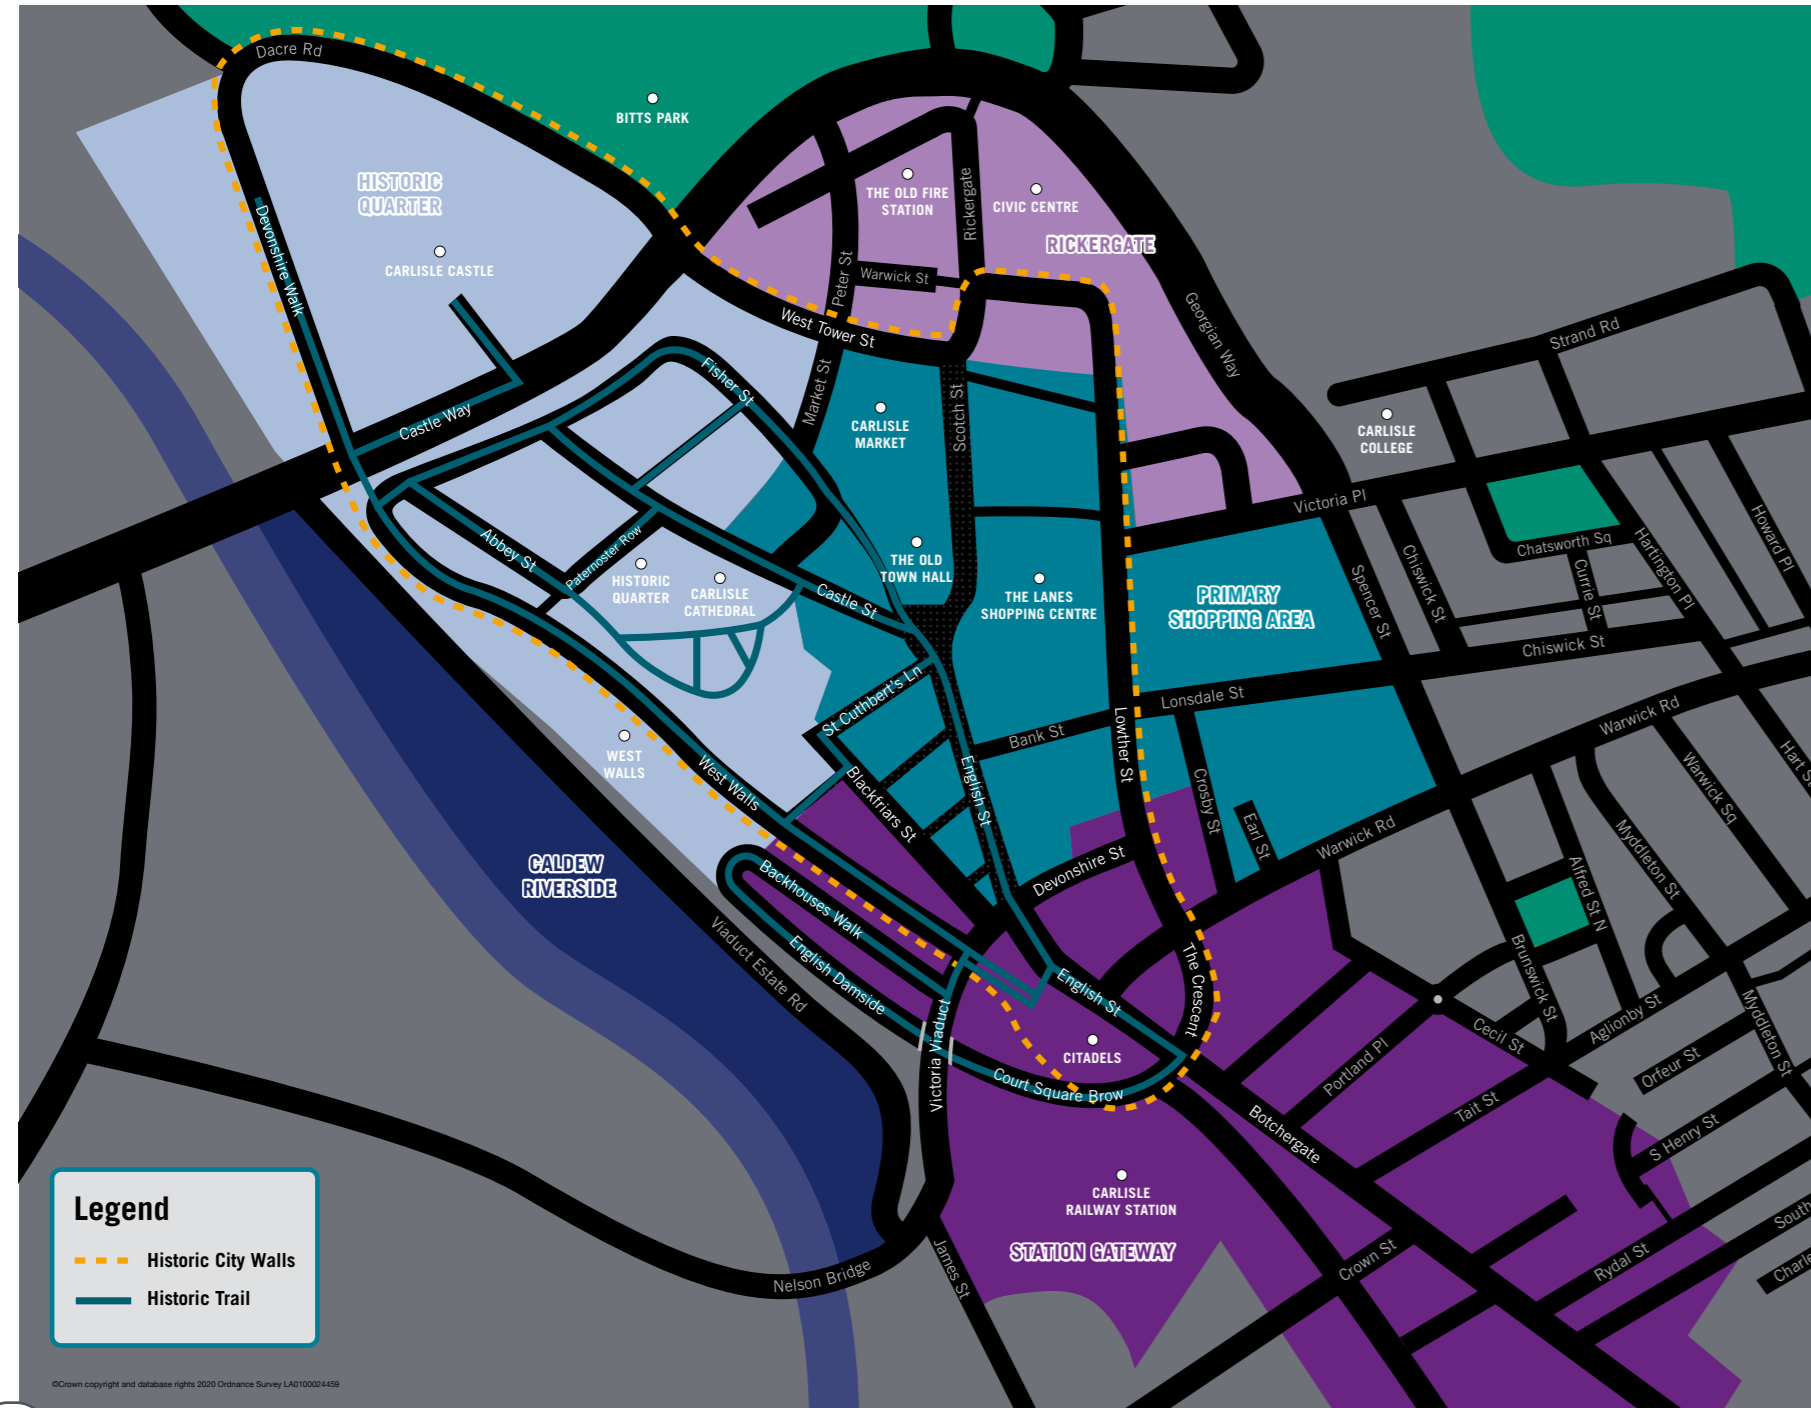 Dacre Rd
BITTS PARK
HISTORIC
QUARTER
THE OLD FIRE
STATION
Rickergate
CIVIC CENTRE
RICKERGATE
Devonshire Walk
CARLISLE CASTLE
Peter St
Warwick St
West Tower St
Georgian Way
Strand Rd
Fisher St
Market St
Scotch St
CARLISLE
MARKET
CARLISLE
COLLEGE
Castle Way
Victoria Pl
Howard Pl
Abbey St
Paternoster Row
HISTORIC
QUARTER
CARLISLE
CATHEDRAL
THE OLD
TOWN HALL
THE LANES
SHOPPING CENTRE
PRIMARY
SHOPPING AREA
Castle St
Spencer St
Chiswick St
Chatsworth Sq
Currie St
Hartington Pl
Chiswick St
St Cuthbert's Ln
Lonsdale St
Bank St
Lowther St
Warwick Rd
Hart St
WEST
WALLS
West Walls
Blackfriars St
English St
Crosby St
Earl St
Warwick Rd
Warwick Sq
Myddleton St
CALDEW
RIVERSIDE
Backhouses Walk
English Damside
Viaduct Estate Rd
Devonshire St
Alfred St N
Brunswick St
The Crescent
English St
Victoria Viaduct
CITADELS
Court Square Brow
Cecil St
Aglionby St
Myddleton St
Portland Pl
Orfeur St
Tait St
Botchergate
S Henry St
CARLISLE
RAILWAY STATION
STATION GATEWAY
South
Crown St
Rydal St
Charle
James St
Nelson Bridge
Legend
Historic City Walls
Historic Trail
©Crown copyright and database rights 2020 Ordnance Survey LA0100024459